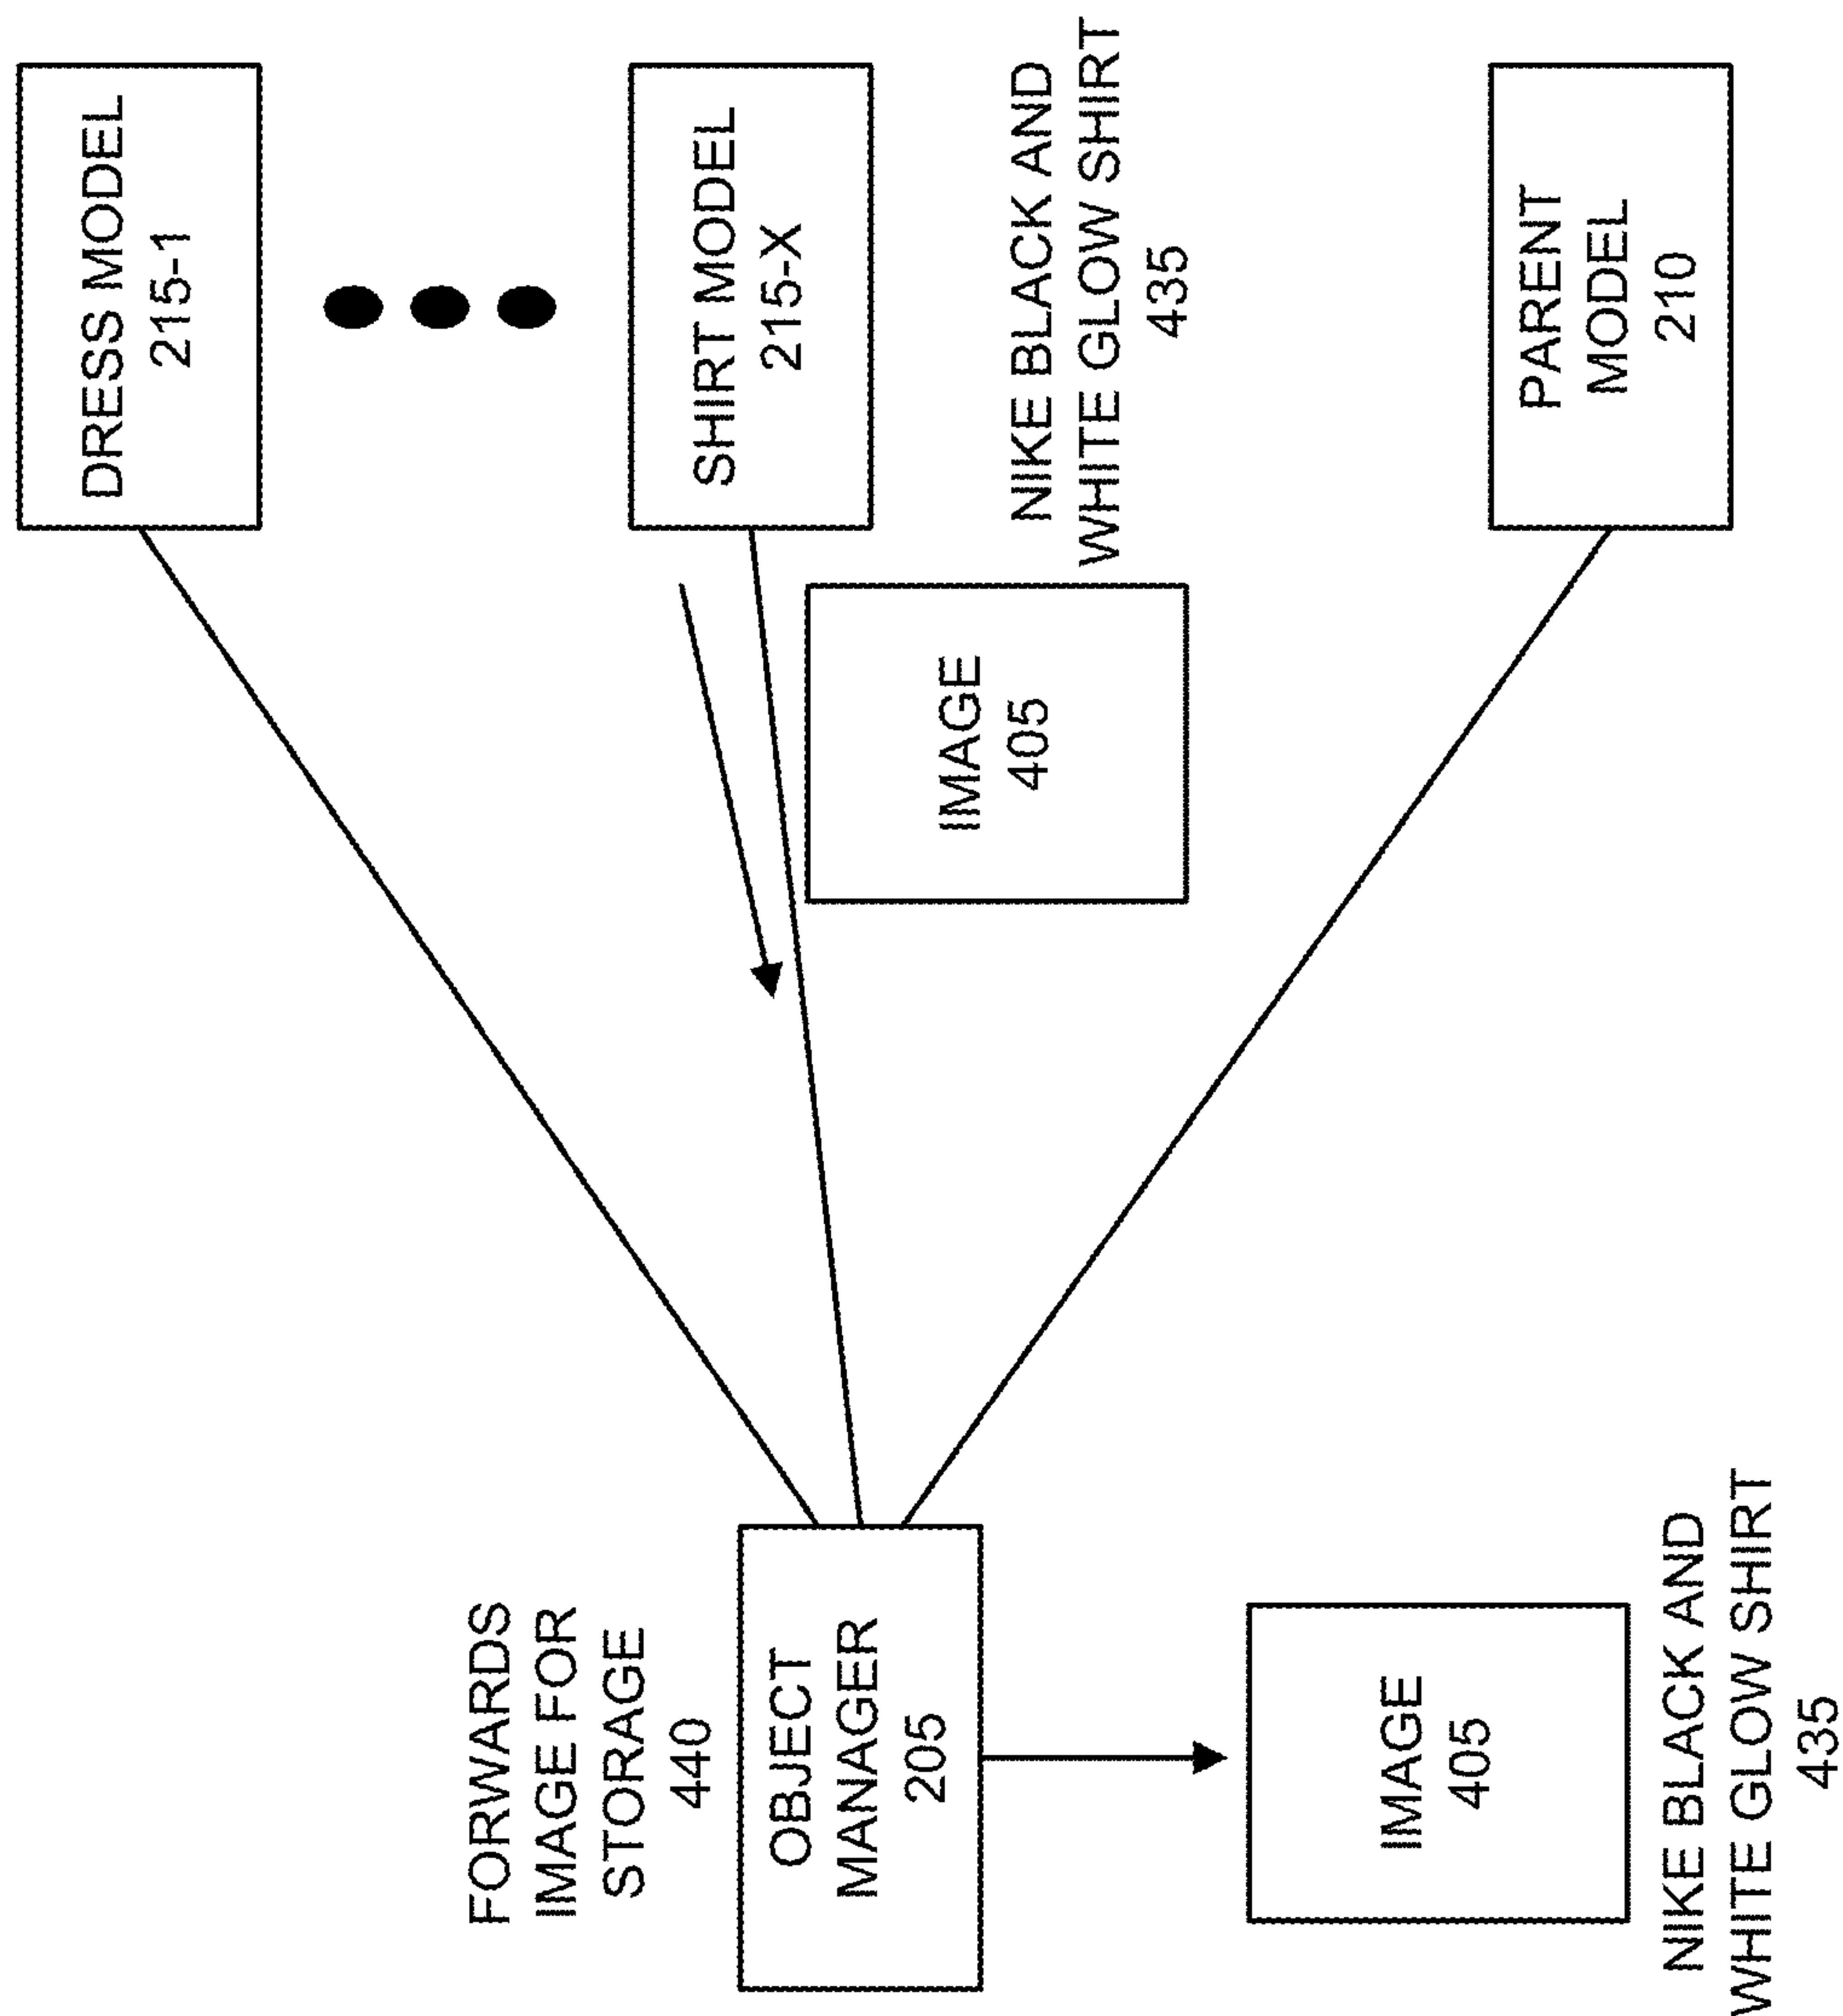 DRESS MODEL
215-1
SHIRT MODEL
215-X
NIKE BLACK AND
WHITE GLOW SHIRT
435
IMAGE
405
PARENT
MODEL
210
FORWARDS
IMAGE FOR
STORAGE
440
OBJECT
MANAGER
205
IMAGE
405
NIKE BLACK AND
WHITE GLOW SHIRT
435